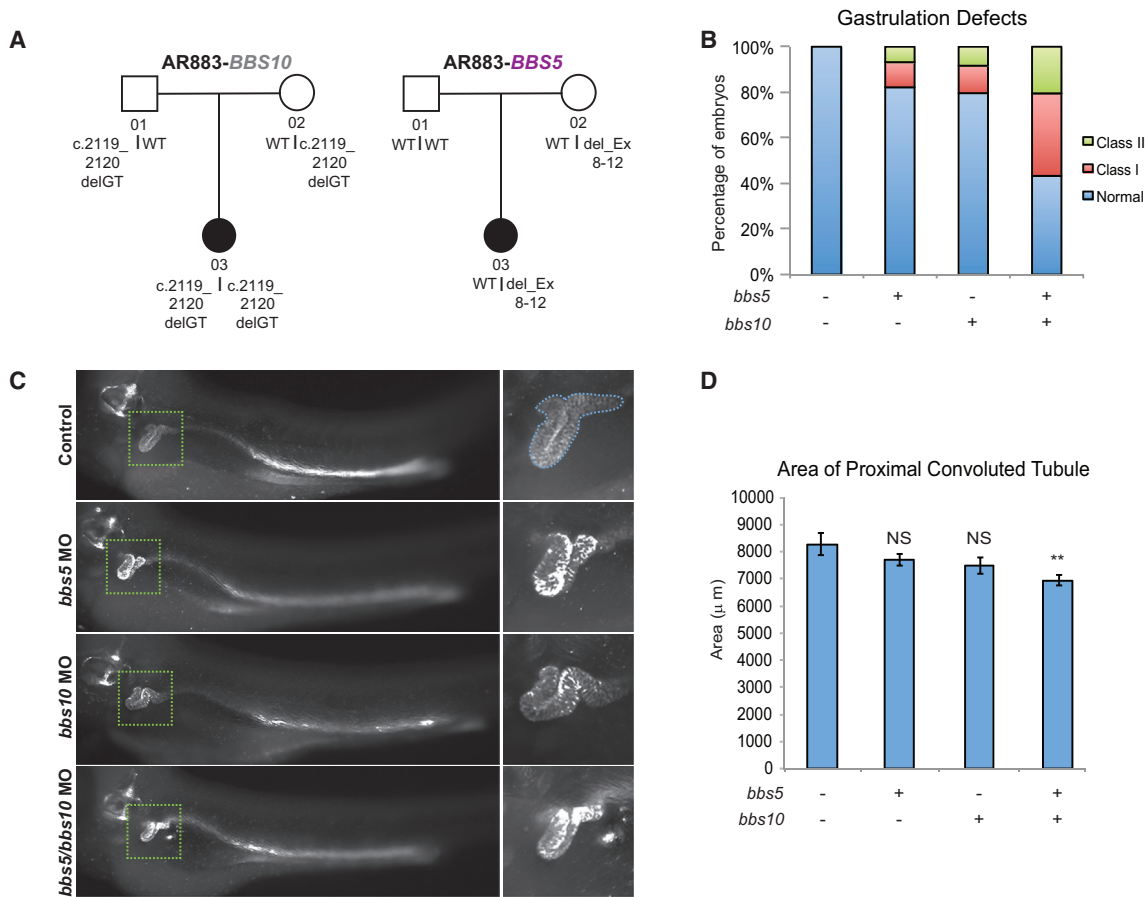 A
AR883-BBS10
01
02
c.2119_
2120
delGT
WT
WT
c.2119_
2120
delGT
03
c.2119_
2120
delGT
c.2119_
2120
delGT
AR883-BBS5
01
02
WT WT
WT del_Ex
8-12
03
WT del_Ex
8-12
B
Gastrulation Defects
Percentage of embryos
100%
80%
60%
40%
20%
0%
Class II
Class I
Normal
bbs5 - + - +
bbs10 - - + +
C
Control
bbs5 MO
bbs10 MO
bbs5/bbs10 MO
D
Area of Proximal Convoluted Tubule
Area (μ m)
10000
9000
8000
7000
6000
5000
4000
3000
2000
1000
0
NS
NS
**
bbs5 - + - +
bbs10 - - + +